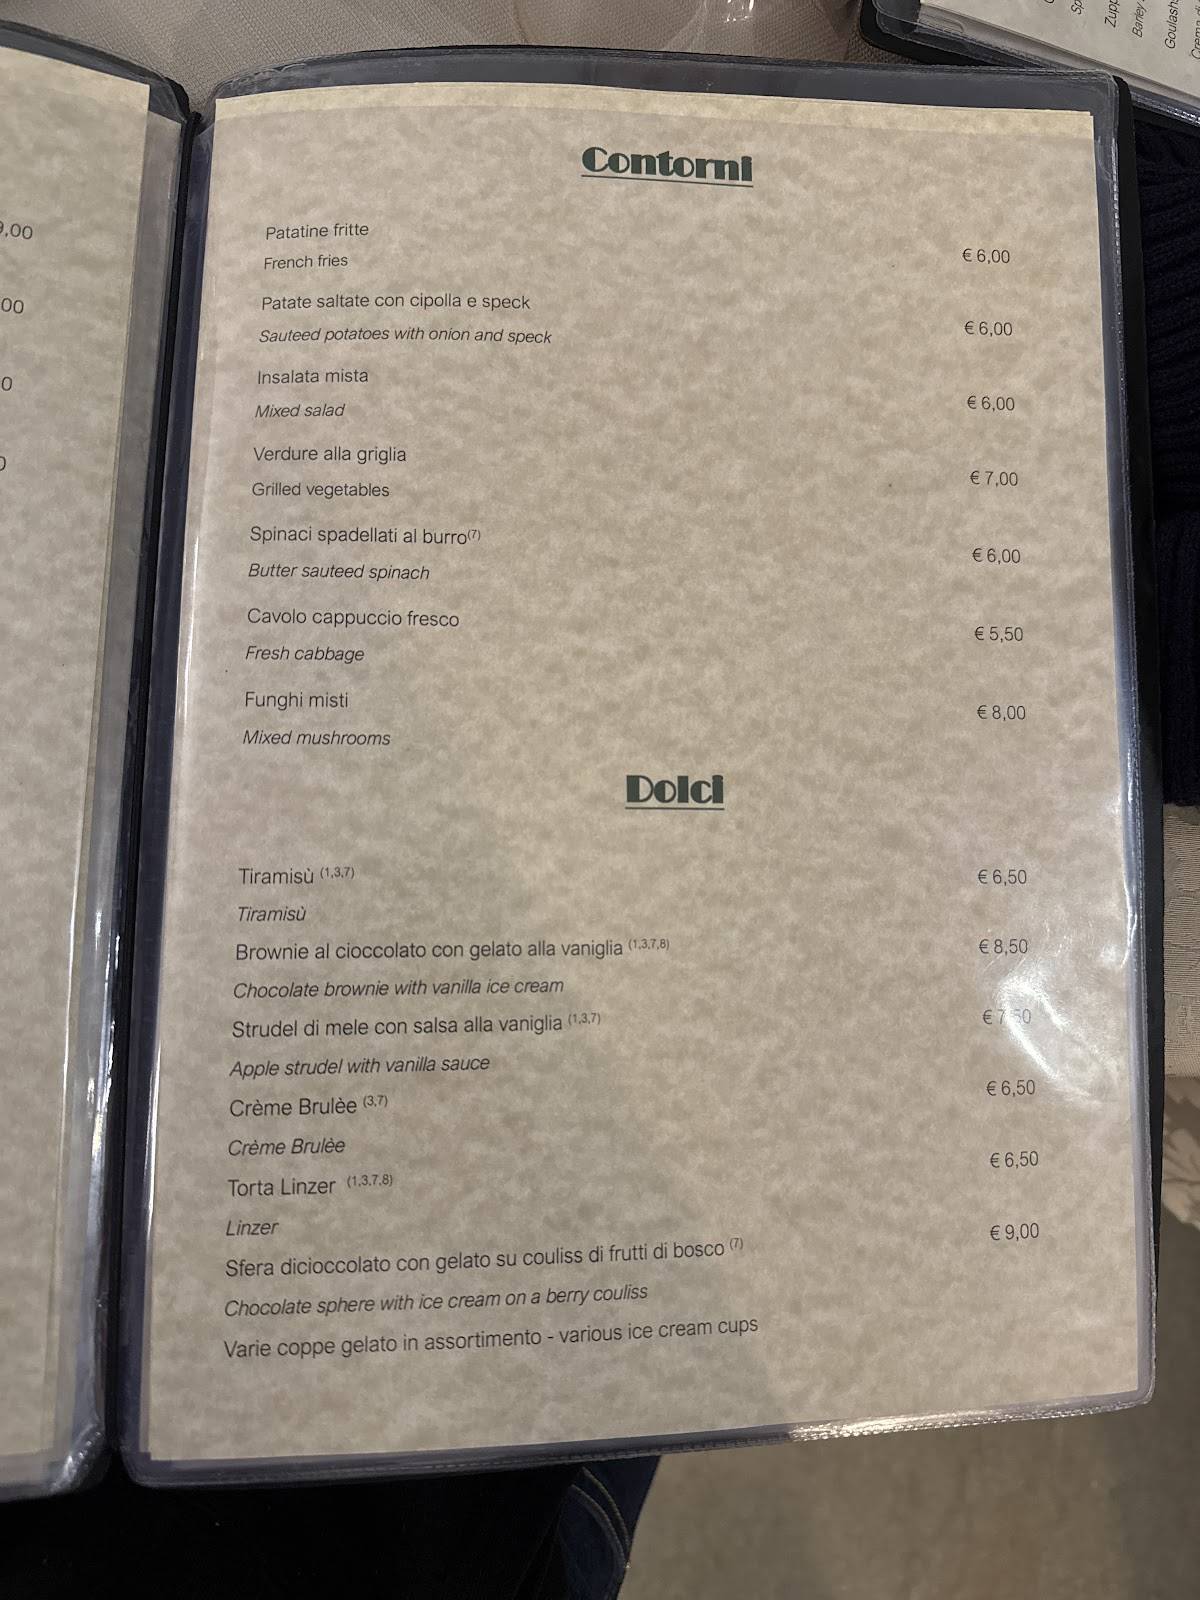 Contorni
Patatine fritte
French fries
€ 6,00
Patate saltate con cipolla e speck
Sauteed potatoes with onion and speck
€ 6,00
Insalata mista
Mixed salad
€ 6,00
Verdure alla griglia
Grilled vegetables
€ 7,00
Spinaci spadellati al burro(7)
Butter sauteed spinach
€ 6,00
Cavolo cappuccio fresco
Fresh cabbage
€ 5,50
Funghi misti
Mixed mushrooms
€ 8,00
Dolci
Tiramisù (1,3,7)
€ 6,50
Tiramisù
Brownie al cioccolato con gelato alla vaniglia (1,3,7,8)
€ 8,50
Chocolate brownie with vanilla ice cream
Strudel di mele con salsa alla vaniglia (1,3,7)
€ 7,50
Apple strudel with vanilla sauce
Crème Brulèe (3,7)
€ 6,50
Crème Brulèe
Torta Linzer (1,3,7,8)
€ 6,50
Linzer
Sfera dicioccolato con gelato su couliss di frutti di bosco (7)
€ 9,00
Chocolate sphere with ice cream on a berry couliss
Varie coppe gelato in assortimento - various ice cream cups
Barley
Goulash